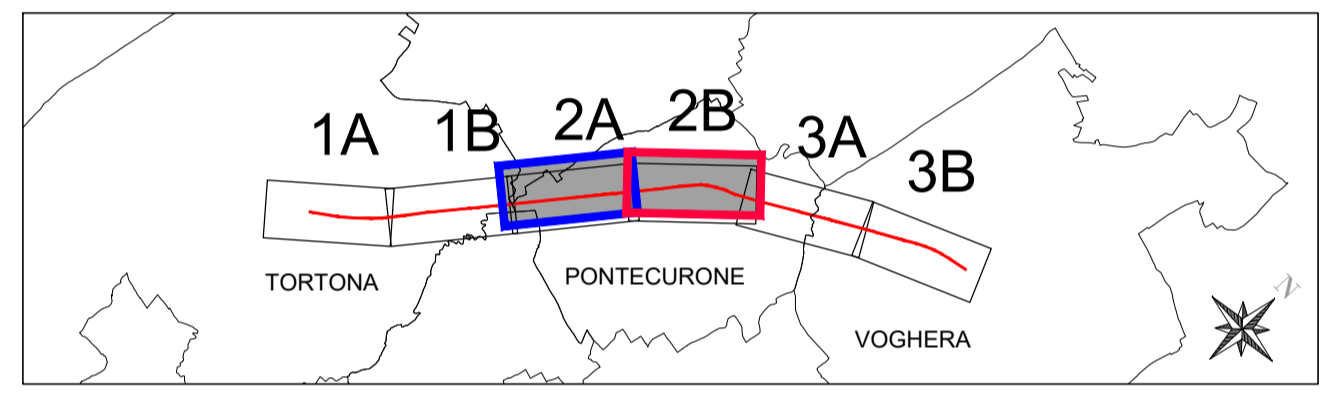 1A
1B
2A
2B
3A
3B
TORTONA
PONTECURONE
VOGHERA
N